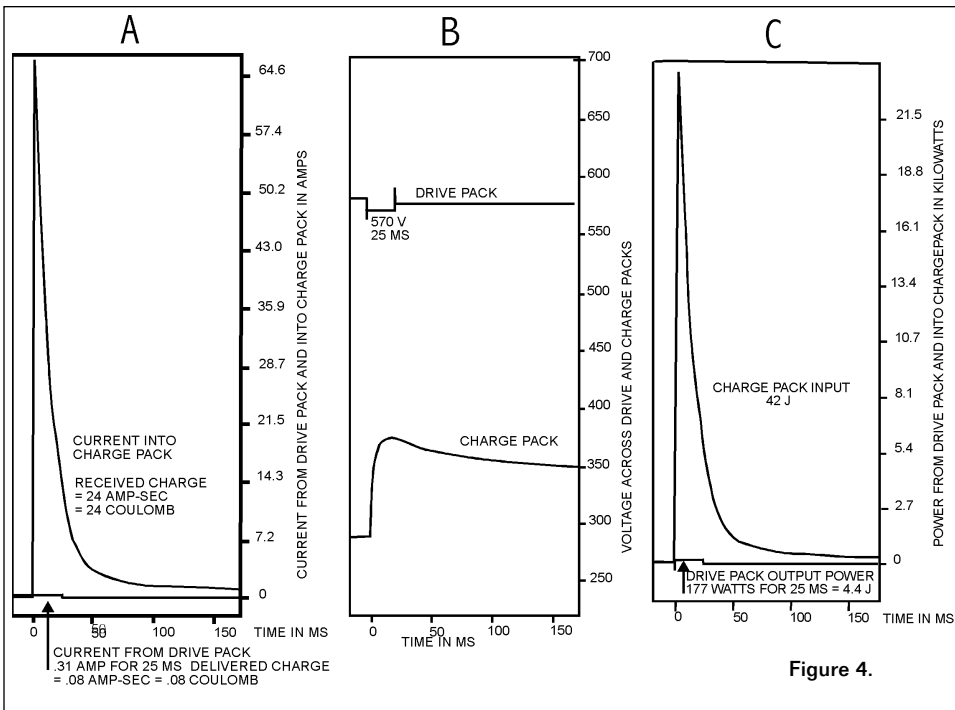 A
B
C
64.6
57.4
50.2
43.0
35.9
28.7
21.5
14.3
7.2
0
CURRENT FROM DRIVE PACK AND INTO CHARGE PACK IN AMPS
CURRENT INTO
CHARGE PACK
RECEIVED CHARGE
= 24 AMP-SEC
= 24 COULOMB
0
50
50
100
150
TIME IN MS
CURRENT FROM DRIVE PACK
.31 AMP FOR 25 MS DELIVERED CHARGE
= .08 AMP-SEC = .08 COULOMB
700
650
600
550
500
450
400
350
300
250
VOLTAGE ACROSS DRIVE AND CHARGE PACKS
DRIVE PACK
570 V
25 MS
CHARGE PACK
0
50
100
150
TIME IN MS
21.5
18.8
16.1
13.4
10.7
8.1
5.4
2.7
0
POWER FROM DRIVE PACK AND INTO CHARGEPACK IN KILOWATTS
CHARGE PACK INPUT
42 J
DRIVE PACK OUTPUT POWER
177 WATTS FOR 25 MS = 4.4 J
0
50
100
150
TIME IN MS
Figure 4.